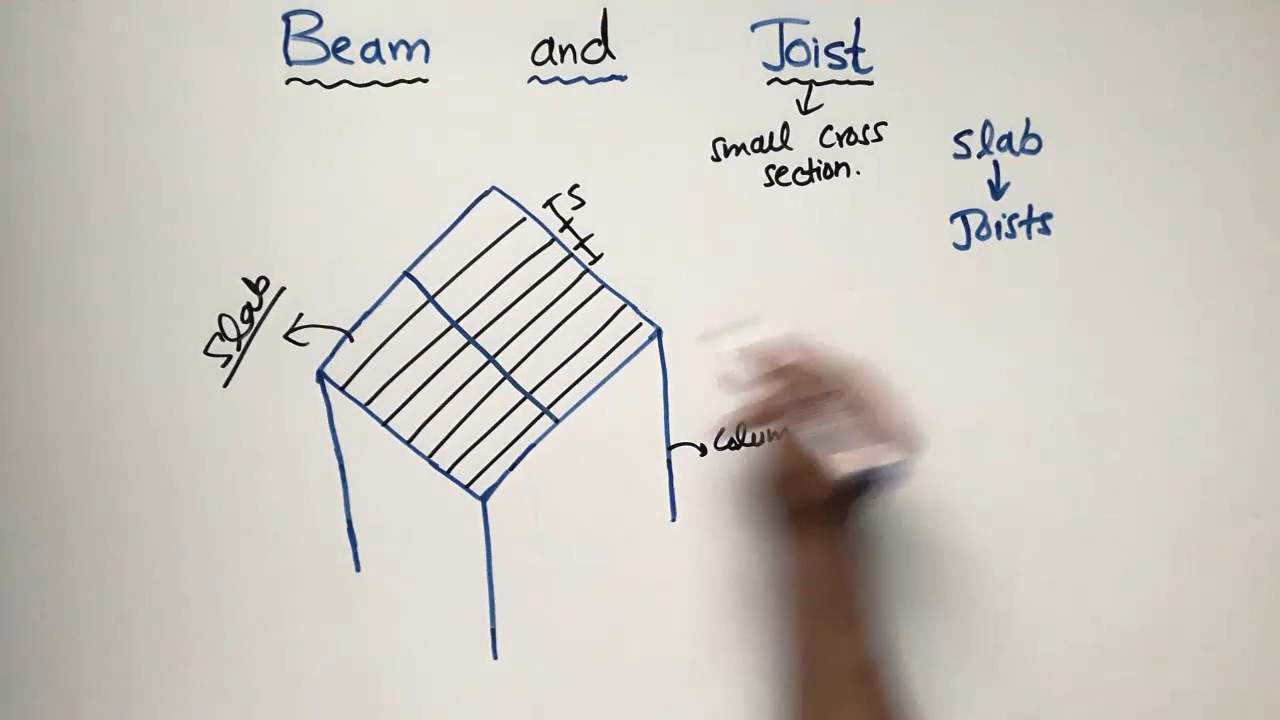 Beam and Joist
small cross
section.
slab
Joists
S
Slab